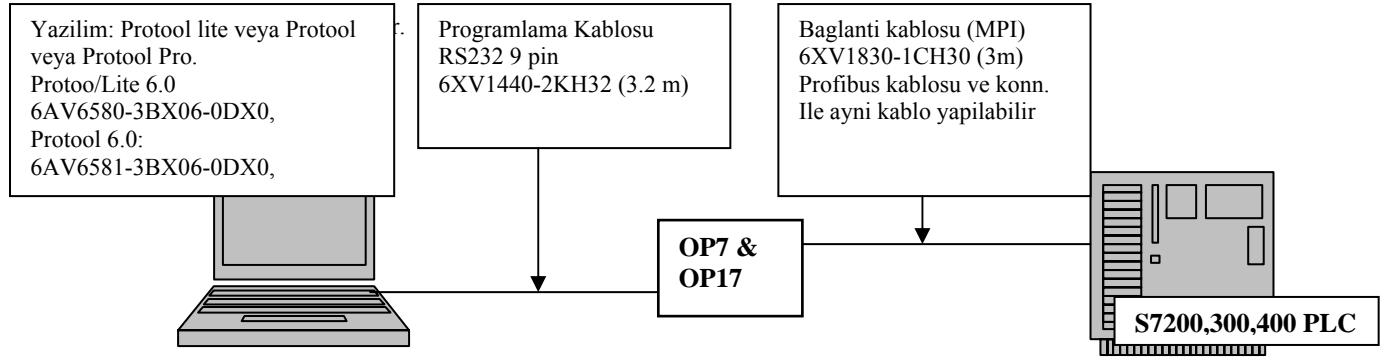 Yazilim: Protool lite veya Protool
veya Protool Pro.
Protoo/Lite 6.0
6AV6580-3BX06-0DX0,
Protool 6.0:
6AV6581-3BX06-0DX0,
r.
Programlama Kablosu
RS232 9 pin
6XV1440-2KH32 (3.2 m)
Baglanti kablosu (MPI)
6XV1830-1CH30 (3m)
Profibus kablosu ve konn.
Ile ayni kablo yapilabilir
OP7 &
OP17
S7200,300,400 PLC